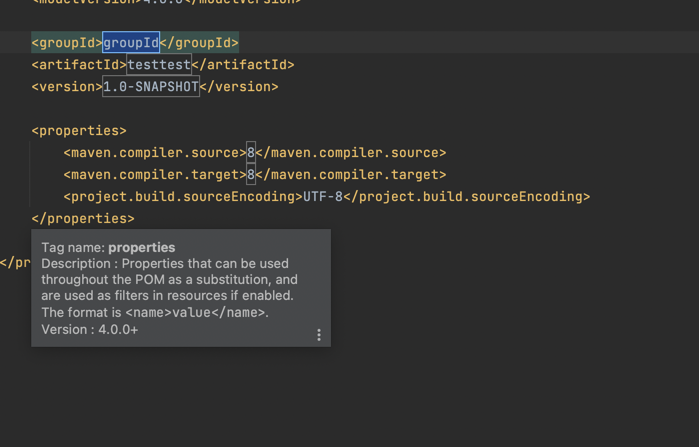 <modelVersion>4.0.0</modelVersion>
<groupId>groupId</groupId>
<artifactId>testtest</artifactId>
<version>1.0-SNAPSHOT</version>
<properties>
<maven.compiler.source>8</maven.compiler.source>
<maven.compiler.target>8</maven.compiler.target>
<project.build.sourceEncoding>UTF-8</project.build.sourceEncoding>
</properties>
</pr
Tag name: properties
Description : Properties that can be used
throughout the POM as a substitution, and
are used as filters in resources if enabled.
The format is <name>value</name>.
Version : 4.0.0+